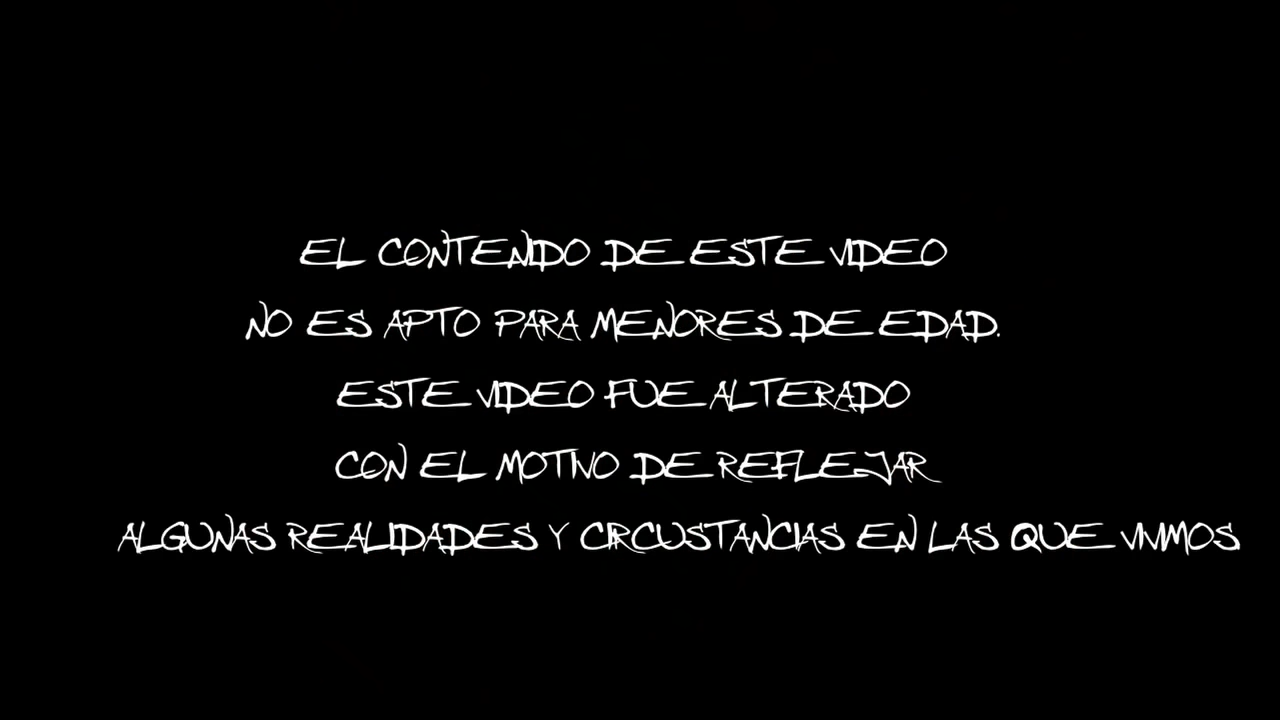 EL CONTENIDO DE ESTE VIDEO
NO ES APTO PARA MENORES DE EDAD.
ESTE VIDEO FUE ALTERADO
CON EL MOTIVO DE REFLEJAR
ALGUNAS REALIDADES Y CIRCUSTANCIAS EN LAS QUE VIVIMOS